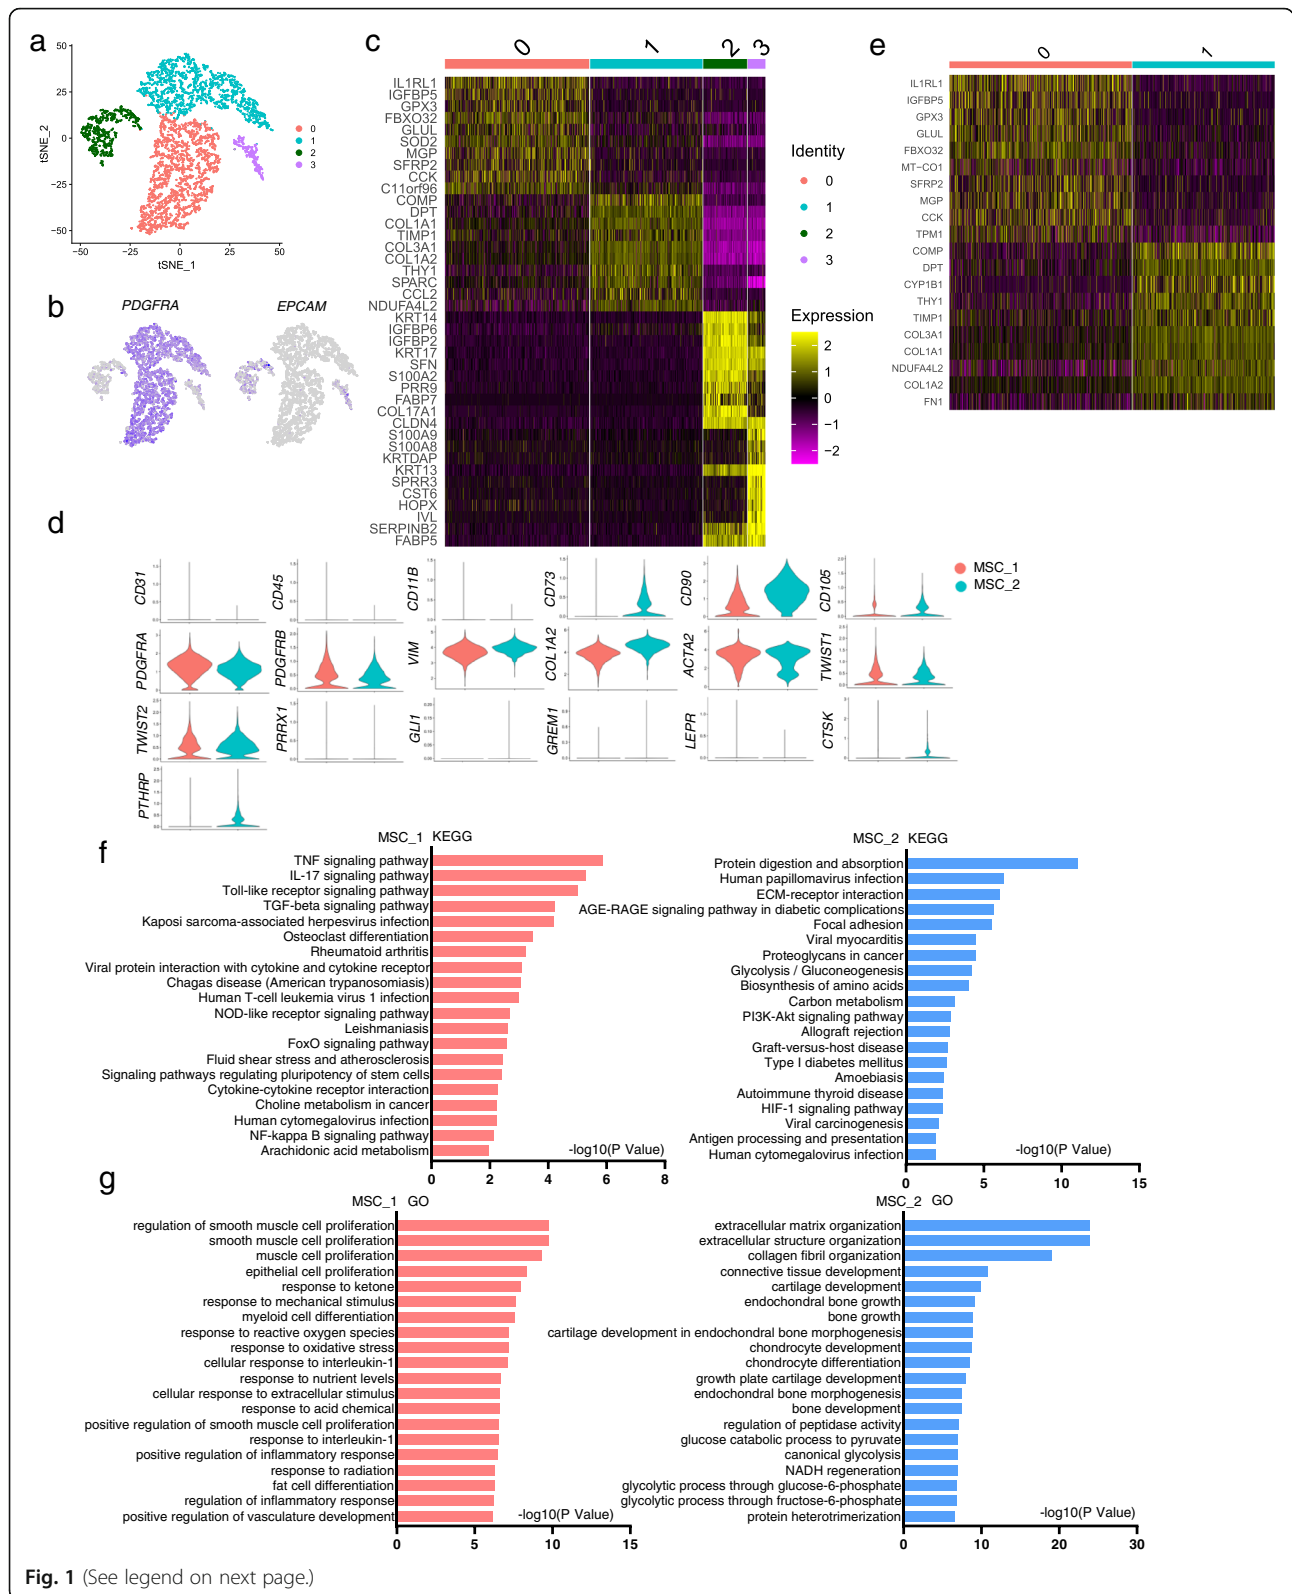 a
50
25
0
−25
−50
−50
−25
0
25
50
tSNE_2
tSNE_1
0
1
2
3
b
PDGFRA
EPCAM
c
0
1
2
3
IL1RL1
IGFBP5
GPX3
FBXO32
GLUL
SOD2
MGP
SFRP2
CCK
C11orf96
COMP
DPT
COL1A1
TIMP1
COL3A1
COL1A2
THY1
SPARC
CCL2
NDUFA4L2
KRT14
IGFBP6
IGFBP2
KRT17
SFN
S100A2
PRR9
FABP7
COL17A1
CLDN4
S100A9
S100A8
KRTDAP
KRT13
SPRR3
CST6
HOPX
IVL
SERPINB2
FABP5
Identity
0
1
2
3
Expression
2
1
0
−1
−2
e
0
1
IL1RL1
IGFBP5
GPX3
GLUL
FBXO32
MT−CO1
SFRP2
MGP
CCK
TPM1
COMP
DPT
CYP1B1
THY1
TIMP1
COL3A1
COL1A1
NDUFA4L2
COL1A2
FN1
d
CD31
CD45
CD11B
CD73
CD90
CD105
MSC_1
MSC_2
PDGFRA
PDGFRB
VIM
COL1A2
ACTA2
TWIST1
TWIST2
PRRX1
GLI1
GREM1
LEPR
CTSK
PTHRP
f
MSC_1 KEGG
TNF signaling pathway
IL-17 signaling pathway
Toll-like receptor signaling pathway
TGF-beta signaling pathway
Kaposi sarcoma-associated herpesvirus infection
Osteoclast differentiation
Rheumatoid arthritis
Viral protein interaction with cytokine and cytokine receptor
Chagas disease (American trypanosomiasis)
Human T-cell leukemia virus 1 infection
NOD-like receptor signaling pathway
Leishmaniasis
FoxO signaling pathway
Fluid shear stress and atherosclerosis
Signaling pathways regulating pluripotency of stem cells
Cytokine-cytokine receptor interaction
Choline metabolism in cancer
Human cytomegalovirus infection
NF-kappa B signaling pathway
Arachidonic acid metabolism
-log10(P Value)
0 2 4 6 8
MSC_2 KEGG
Protein digestion and absorption
Human papillomavirus infection
ECM-receptor interaction
AGE-RAGE signaling pathway in diabetic complications
Focal adhesion
Viral myocarditis
Proteoglycans in cancer
Glycolysis / Gluconeogenesis
Biosynthesis of amino acids
Carbon metabolism
PI3K-Akt signaling pathway
Allograft rejection
Graft-versus-host disease
Type I diabetes mellitus
Amoebiasis
Autoimmune thyroid disease
HIF-1 signaling pathway
Viral carcinogenesis
Antigen processing and presentation
Human cytomegalovirus infection
-log10(P Value)
0 5 10 15
g
MSC_1 GO
regulation of smooth muscle cell proliferation
smooth muscle cell proliferation
muscle cell proliferation
epithelial cell proliferation
response to ketone
response to mechanical stimulus
myeloid cell differentiation
response to reactive oxygen species
response to oxidative stress
cellular response to interleukin-1
response to nutrient levels
cellular response to extracellular stimulus
response to acid chemical
positive regulation of smooth muscle cell proliferation
response to interleukin-1
positive regulation of inflammatory response
response to radiation
fat cell differentiation
regulation of inflammatory response
positive regulation of vasculature development
-log10(P Value)
0 5 10 15
MSC_2 GO
extracellular matrix organization
extracellular structure organization
collagen fibril organization
connective tissue development
cartilage development
endochondral bone growth
bone growth
cartilage development in endochondral bone morphogenesis
chondrocyte development
chondrocyte differentiation
growth plate cartilage development
endochondral bone morphogenesis
bone development
regulation of peptidase activity
glucose catabolic process to pyruvate
canonical glycolysis
NADH regeneration
glycolytic process through glucose-6-phosphate
glycolytic process through fructose-6-phosphate
protein heterotrimerization
-log10(P Value)
0 10 20 30
Fig. 1 (See legend on next page.)